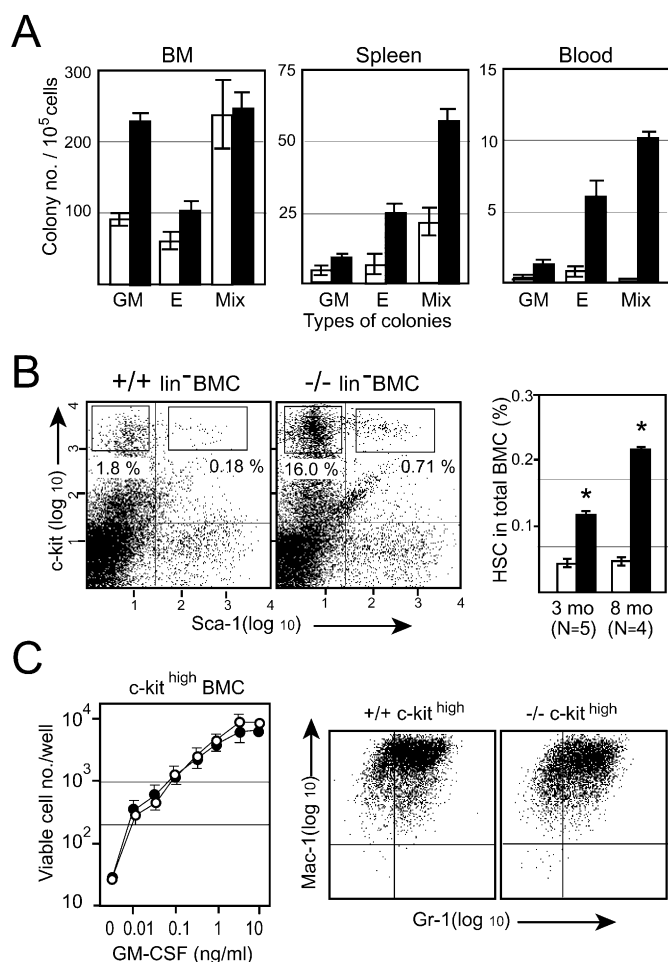 A
BM
Spleen
Blood
Colony no. / 10⁵ cells
300
200
100
75
50
25
15
10
5
GM E Mix
GM E Mix
GM E Mix
Types of colonies
B
+/+ lin⁻ BMC
-/- lin⁻ BMC
c-kit (log 10)
4
3
2
1
1.8 %
0.18 %
16.0 %
0.71 %
1 2 3 4
1 2 3 4
Sca-1(log 10)
HSC in total BMC (%)
0.3
0.2
0.1
*
*
3 mo
(N=5)
8 mo
(N=4)
C
c-kit high BMC
Viable cell no./well
10⁴
10³
10²
10
0 0.01 0.1 1 10
GM-CSF (ng/ml)
+/+ c-kit high
-/- c-kit high
Mac-1(log 10)
Gr-1(log 10)